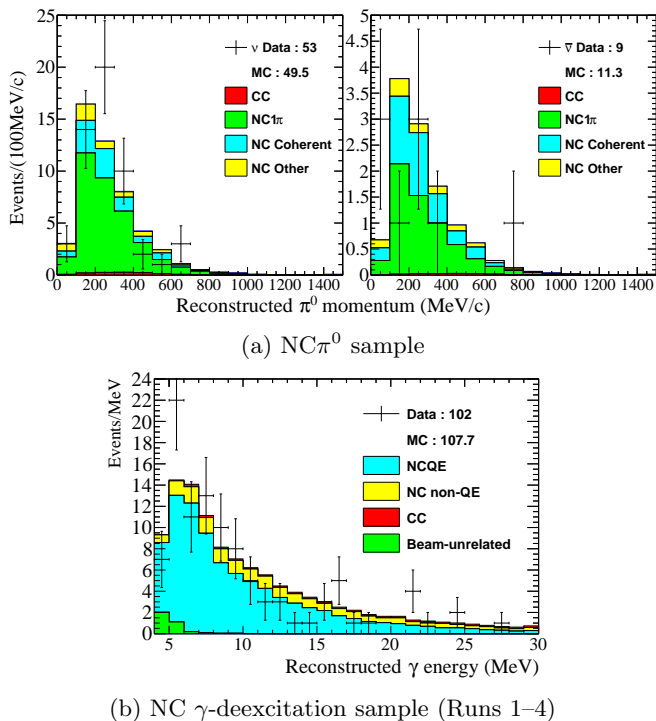 25
20
15
10
5
0
Events/(100MeV/c)
ν Data : 53
MC : 49.5
CC
NC1π
NC Coherent
NC Other
0 200 400 600 800 1000 1200 1400
5
4.5
4
3.5
3
2.5
2
1.5
1
0.5
ν̅ Data : 9
MC : 11.3
CC
NC1π
NC Coherent
NC Other
0 200 400 600 800 1000 1200 1400
Reconstructed π⁰ momentum (MeV/c)
(a) NCπ⁰ sample
24
22
20
18
16
14
12
10
8
6
4
2
0
Events/MeV
Data : 102
MC : 107.7
NCQE
NC non-QE
CC
Beam-unrelated
5 10 15 20 25 30
Reconstructed γ energy (MeV)
(b) NC γ-deexcitation sample (Runs 1–4)